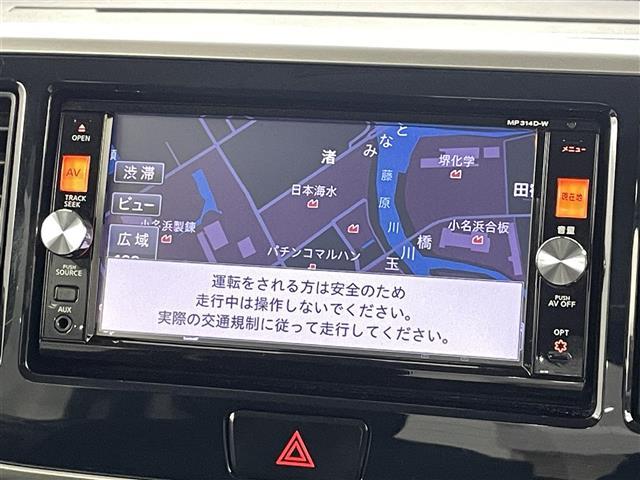 MP314D-W
OPEN
AV
TRACK
SEEK
PUSH
SOURCE
AUX
メニュー
現在地
音量
PUSH
AV OFF
OPT
渋滞
ビュー
広域
渚
となみ
藤原川
堺化学
日本海水
小名浜製錬
パチンコマルハン
小名浜合板
橋
川
玉
田
運転をされる方は安全のため
走行中は操作しないでください。
実際の交通規制に従って走行してください。